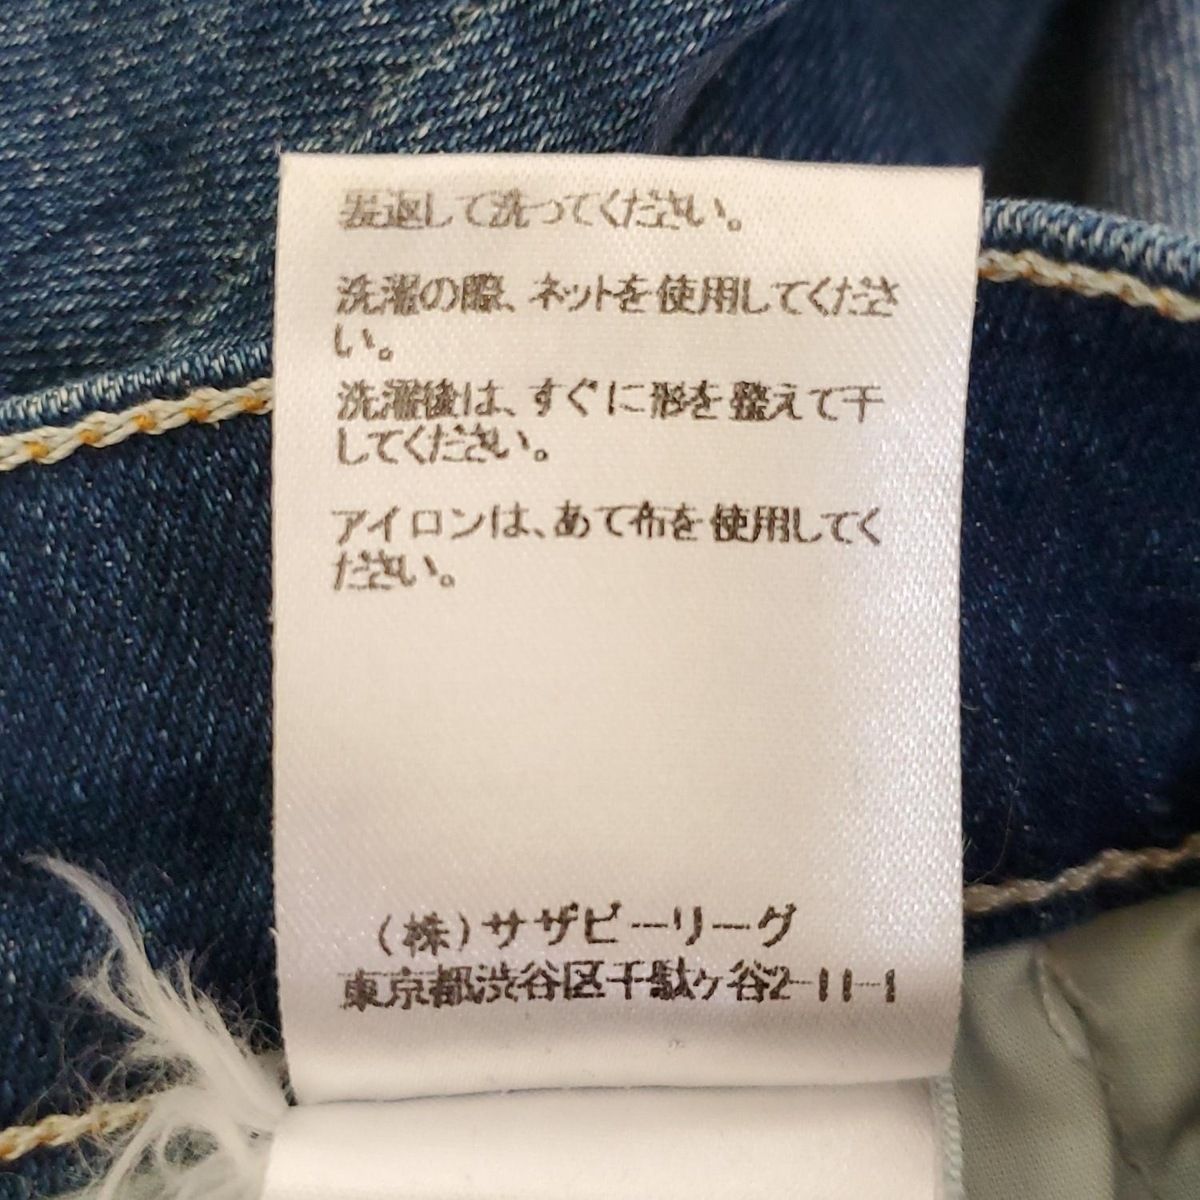 裏返して洗ってください。
洗濯の際、ネットを使用してくださ
い。
洗濯後は、すぐに形を整えて干
してください。
アイロンは、あて布を使用してく
ださい。
(株)サザビーリーグ
東京都渋谷区千駄ヶ谷2-11-1